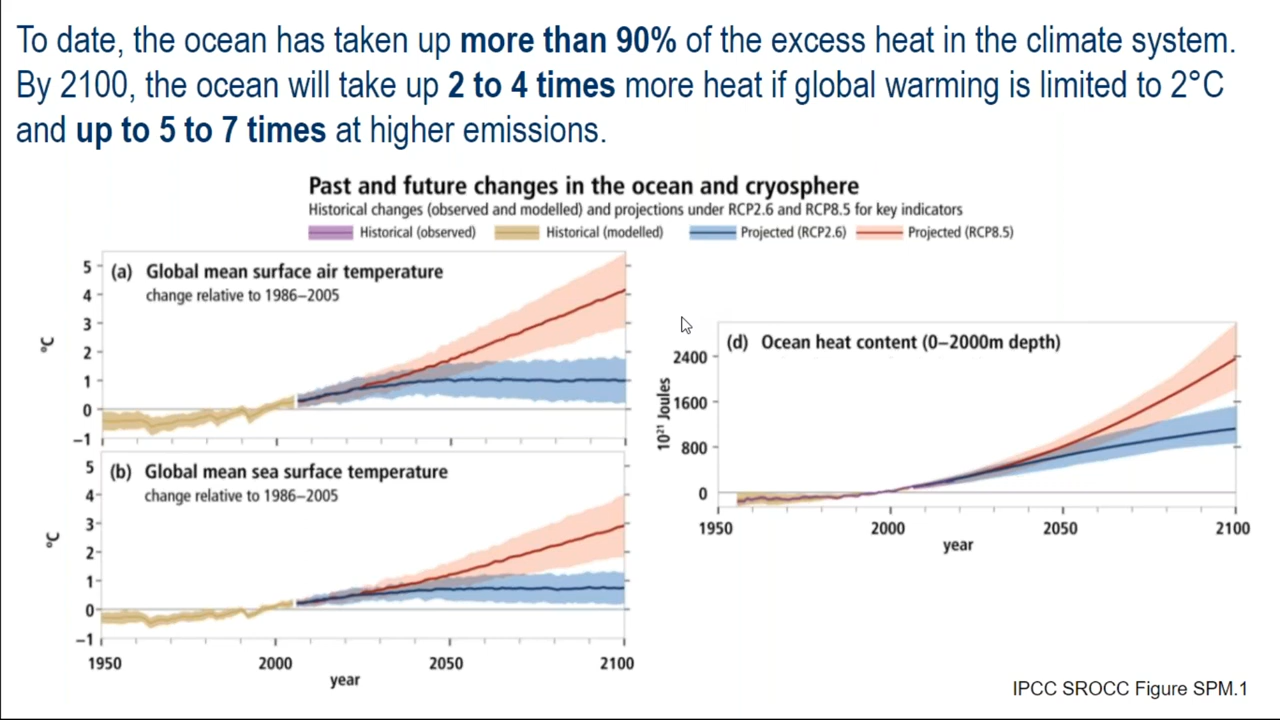 To date, the ocean has taken up more than 90% of the excess heat in the climate system.
By 2100, the ocean will take up 2 to 4 times more heat if global warming is limited to 2°C
and up to 5 to 7 times at higher emissions.
Past and future changes in the ocean and cryosphere
Historical changes (observed and modelled) and projections under RCP2.6 and RCP8.5 for key indicators
Historical (observed) Historical (modelled) Projected (RCP2.6) Projected (RCP8.5)
(a) Global mean surface air temperature
change relative to 1986–2005
5
4
3
2
1
0
–1
°C
(b) Global mean sea surface temperature
change relative to 1986–2005
5
4
3
2
1
0
–1
°C
1950 2000 2050 2100
year
(d) Ocean heat content (0–2000m depth)
2400
1600
800
0
10²¹ Joules
1950 2000 2050 2100
year
IPCC SROCC Figure SPM.1